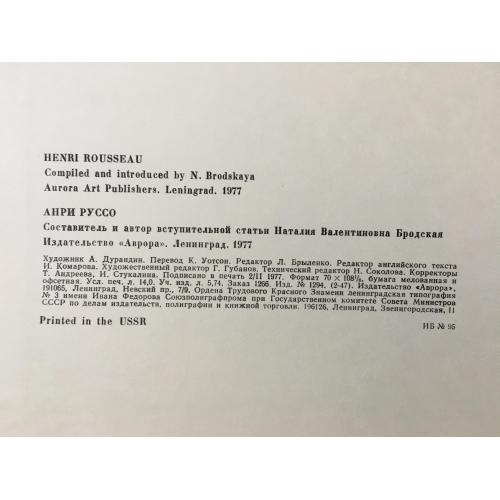 HENRI ROUSSEAU
Compiled and introduced by N. Brodskaya
Aurora Art Publishers. Leningrad. 1977
АНРИ РУССО
Составитель и автор вступительной статьи Наталия Валентиновна Бродская
Издательство «Аврора». Ленинград. 1977
Художник А. Дурандин. Перевод К. Уотсон. Редактор Л. Брыленко. Редактор английского текста
И. Комарова. Художественный редактор Г. Губанов. Технический редактор Н. Соколова. Корректоры
Т. Андреева, И. Стукалина. Подписано в печать 2/II 1977. Формат 70 × 108⅛, бумага мелованная и
офсетная. Усл. печ. л. 14,0. Уч. изд. л. 5,74. Заказ 1266. Изд. № 1294. (2-47). Издательство «Аврора»,
191065, Ленинград, Невский пр., 7/9. Ордена Трудового Красного Знамени ленинградская типография
№ 3 имени Ивана Федорова Союзполиграфпрома при Государственном комитете Совета Министров
СССР по делам издательств, полиграфии и книжной торговли. 196126, Ленинград, Звенигородская, 11
Printed in the USSR
ИБ № 95